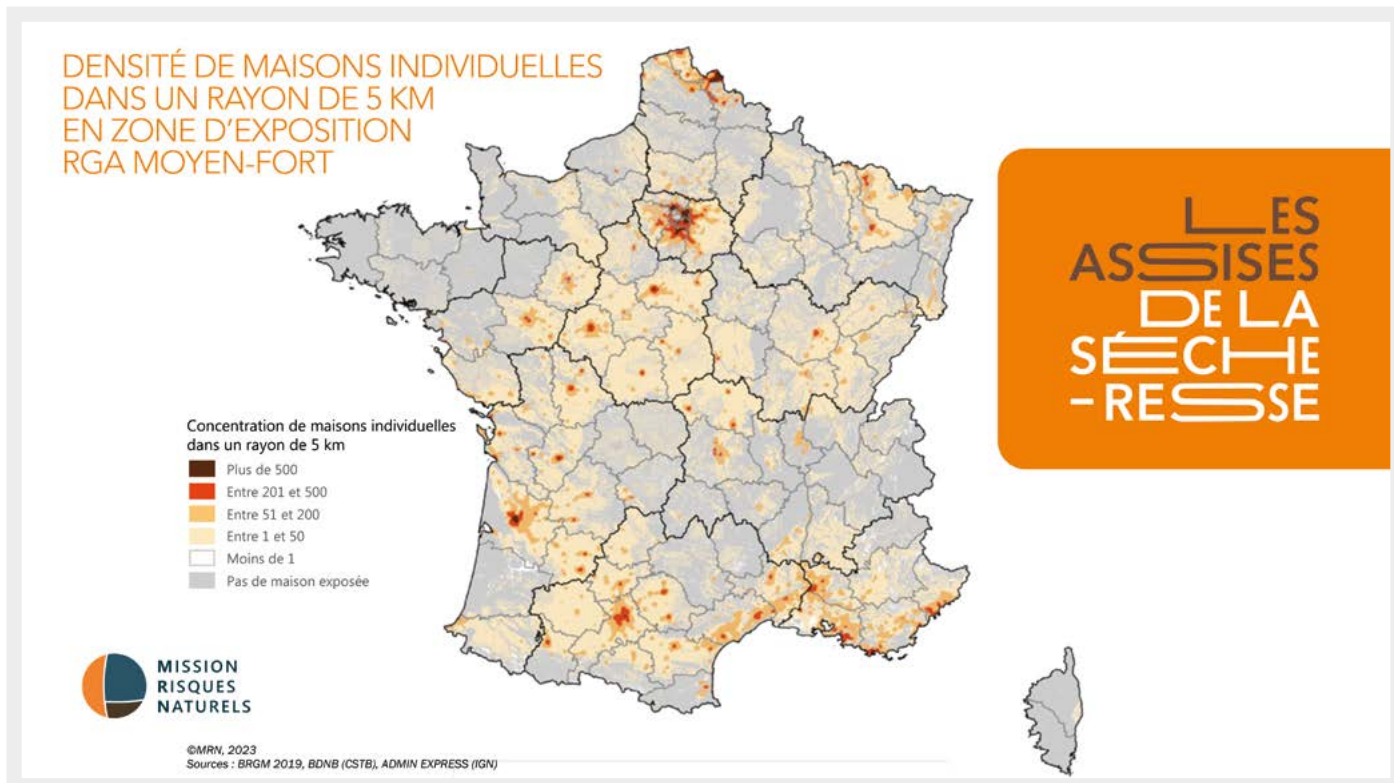 DENSITÉ DE MAISONS INDIVIDUELLES
DANS UN RAYON DE 5 KM
EN ZONE D'EXPOSITION
RGA MOYEN-FORT
LES
ASSISES
DE LA
SÉCHE
-RESSE
Concentration de maisons individuelles
dans un rayon de 5 km
Plus de 500
Entre 201 et 500
Entre 51 et 200
Entre 1 et 50
Moins de 1
Pas de maison exposée
MISSION
RISQUES
NATURELS
©MRN, 2023
Sources : BRGM 2019, BDNB (CSTB), ADMIN EXPRESS (IGN)